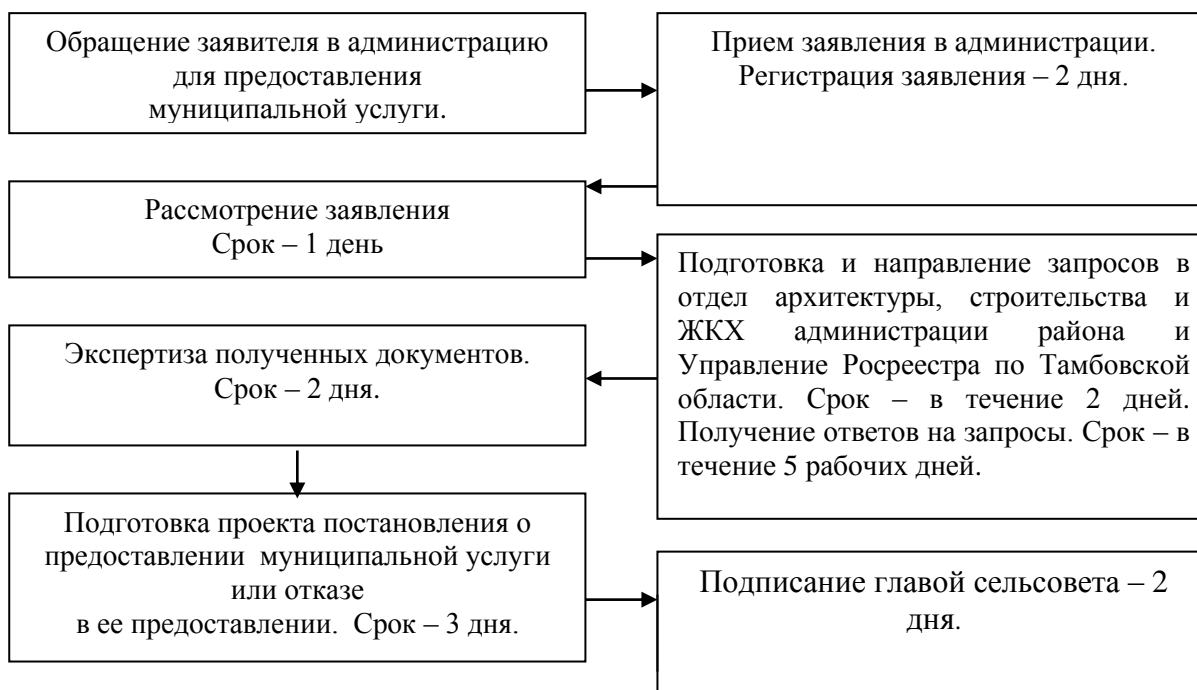 Обращение заявителя в администрацию
для предоставления
муниципальной услуги.
Прием заявления в администрации.
Регистрация заявления – 2 дня.
Рассмотрение заявления
Срок – 1 день
Подготовка и направление запросов в
отдел архитектуры, строительства и
ЖКХ администрации района и
Управление Росреестра по Тамбовской
области. Срок – в течение 2 дней.
Получение ответов на запросы. Срок – в
течение 5 рабочих дней.
Экспертиза полученных документов.
Срок – 2 дня.
Подготовка проекта постановления о
предоставлении муниципальной услуги
или отказе
в ее предоставлении. Срок – 3 дня.
Подписание главой сельсовета – 2
дня.